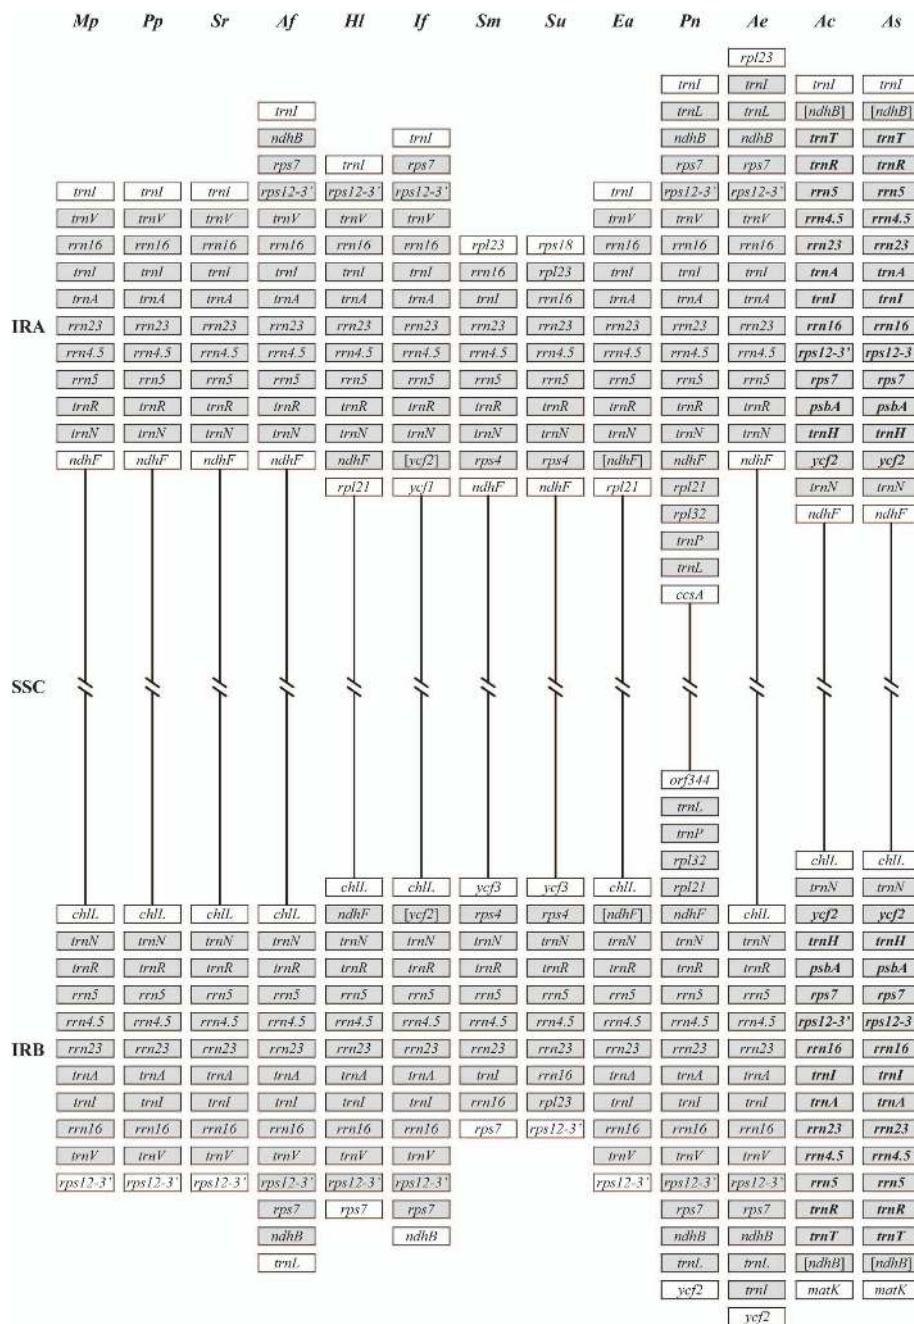 Mp Pp Sr Af Hl If Sm Su Ea Pn Ae Ac As
rpl23
trnI trnI trnI trnI
trnI trnL trnL [ndhB] [ndhB]
ndhB trnI ndhB ndhB trnT trnT
rps7 trnI rps7 rps7 rps7 trnR trnR
trnI trnI trnI rps12-3' rps12-3' rps12-3' trnI rps12-3' rps12-3' rrn5 rrn5
trnV trnV trnV trnV trnV trnV trnV trnV trnV rrn4.5 rrn4.5
rrn16 rrn16 rrn16 rrn16 rrn16 rrn16 rpl23 rps18 rrn16 rrn16 rrn16 rrn23 rrn23
trnI trnI trnI trnI trnI trnI rrn16 rpl23 trnI trnI trnI trnA trnA
trnA trnA trnA trnA trnA trnA trnI rrn16 trnA trnA trnA trnI trnI
IRA rrn23 rrn23 rrn23 rrn23 rrn23 rrn23 rrn23 rrn23 rrn23 rrn23 rrn23 rrn16 rrn16
rrn4.5 rrn4.5 rrn4.5 rrn4.5 rrn4.5 rrn4.5 rrn4.5 rrn4.5 rrn4.5 rrn4.5 rrn4.5 rps12-3' rps12-3
rrn5 rrn5 rrn5 rrn5 rrn5 rrn5 rrn5 rrn5 rrn5 rrn5 rrn5 rps7 rps7
trnR trnR trnR trnR trnR trnR trnR trnR trnR trnR trnR psbA psbA
trnN trnN trnN trnN trnN trnN trnN trnN trnN trnN trnN trnH trnH
ndhF ndhF ndhF ndhF ndhF [ycf2] rps4 rps4 [ndhF] ndhF ndhF ycf2 ycf2
rpl21 ycf1 ndhF ndhF rpl21 rpl21 trnN trnN
rpl32 ndhF ndhF
trnP
trnL
ccsA
SSC
orf344
trnL
trnP
rpl32 chlL chlL
chlL chlL ycf3 ycf3 chlL rpl21 trnN trnN
chlL chlL chlL chlL ndhF [ycf2] rps4 rps4 [ndhF] ndhF chlL ycf2 ycf2
trnN trnN trnN trnN trnN trnN trnN trnN trnN trnN trnN trnH trnH
trnR trnR trnR trnR trnR trnR trnR trnR trnR trnR trnR psbA psbA
rrn5 rrn5 rrn5 rrn5 rrn5 rrn5 rrn5 rrn5 rrn5 rrn5 rrn5 rps7 rps7
rrn4.5 rrn4.5 rrn4.5 rrn4.5 rrn4.5 rrn4.5 rrn4.5 rrn4.5 rrn4.5 rrn4.5 rrn4.5 rps12-3' rps12-3
IRB rrn23 rrn23 rrn23 rrn23 rrn23 rrn23 rrn23 rrn23 rrn23 rrn23 rrn23 rrn16 rrn16
trnA trnA trnA trnA trnA trnA trnI rrn16 trnA trnA trnA trnI trnI
trnI trnI trnI trnI trnI trnI rrn16 rpl23 trnI trnI trnI trnA trnA
rrn16 rrn16 rrn16 rrn16 rrn16 rrn16 rps7 rps12-3' rrn16 rrn16 rrn16 rrn23 rrn23
trnV trnV trnV trnV trnV trnV trnV trnV trnV rrn4.5 rrn4.5
rps12-3' rps12-3' rps12-3' rps12-3' rps12-3' rps12-3' rps12-3' rps12-3' rps12-3' rrn5 rrn5
rps7 rps7 rps7 rps7 rps7 trnR trnR
ndhB ndhB ndhB ndhB trnT trnT
trnL trnL trnL [ndhB] [ndhB]
ycf2 trnI matK matK
ycf2